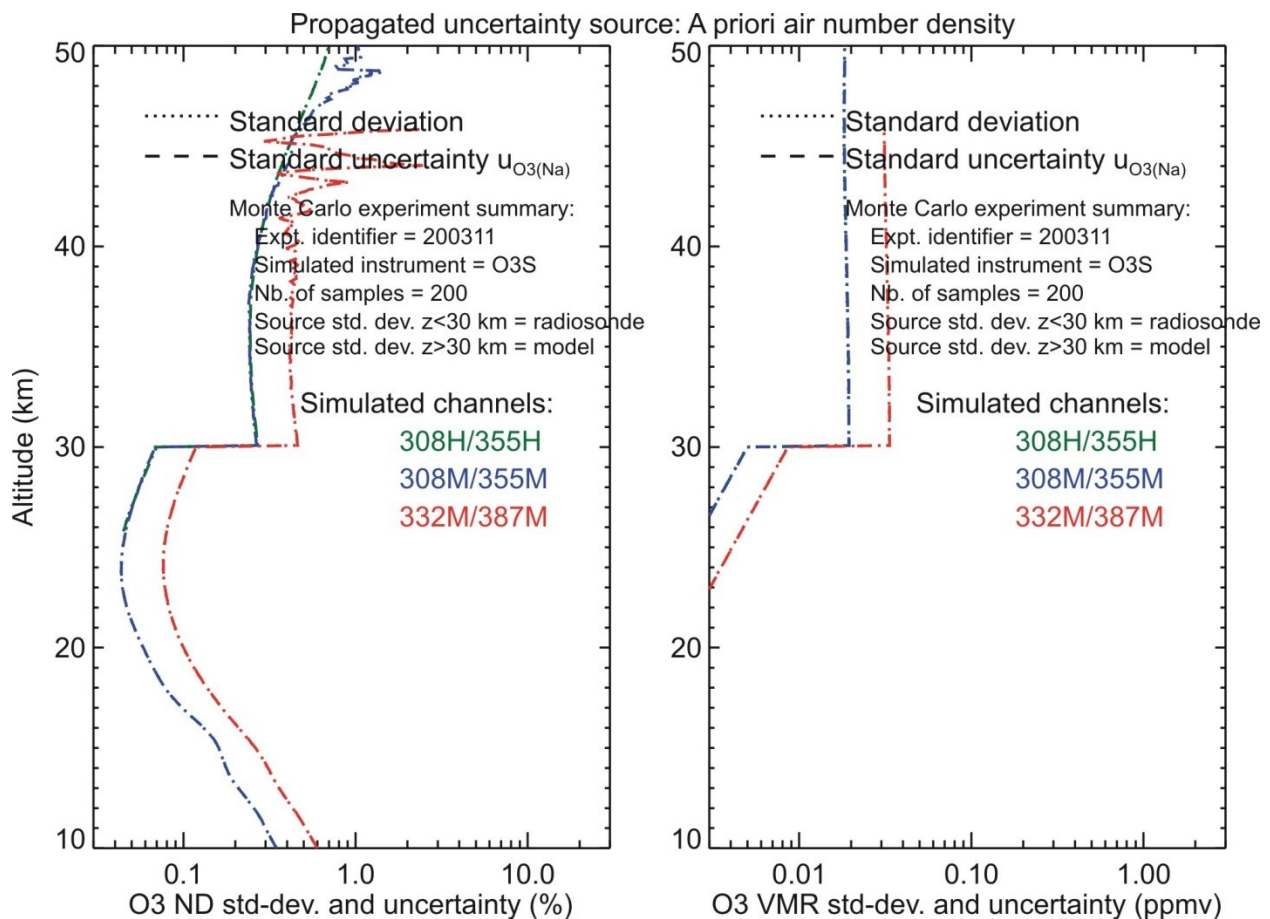 Propagated uncertainty source: A priori air number density
50
40
30
20
10
Altitude (km)
Standard deviation
Standard uncertainty uO3(Na)
Monte Carlo experiment summary:
Expt. identifier = 200311
Simulated instrument = O3S
Nb. of samples = 200
Source std. dev. z<30 km = radiosonde
Source std. dev. z>30 km = model
Simulated channels:
308H/355H
308M/355M
332M/387M
0.1 1.0 10.0
O3 ND std-dev. and uncertainty (%)
50
40
30
20
10
Standard deviation
Standard uncertainty uO3(Na)
Monte Carlo experiment summary:
Expt. identifier = 200311
Simulated instrument = O3S
Nb. of samples = 200
Source std. dev. z<30 km = radiosonde
Source std. dev. z>30 km = model
Simulated channels:
308H/355H
308M/355M
332M/387M
0.01 0.10 1.00
O3 VMR std-dev. and uncertainty (ppmv)